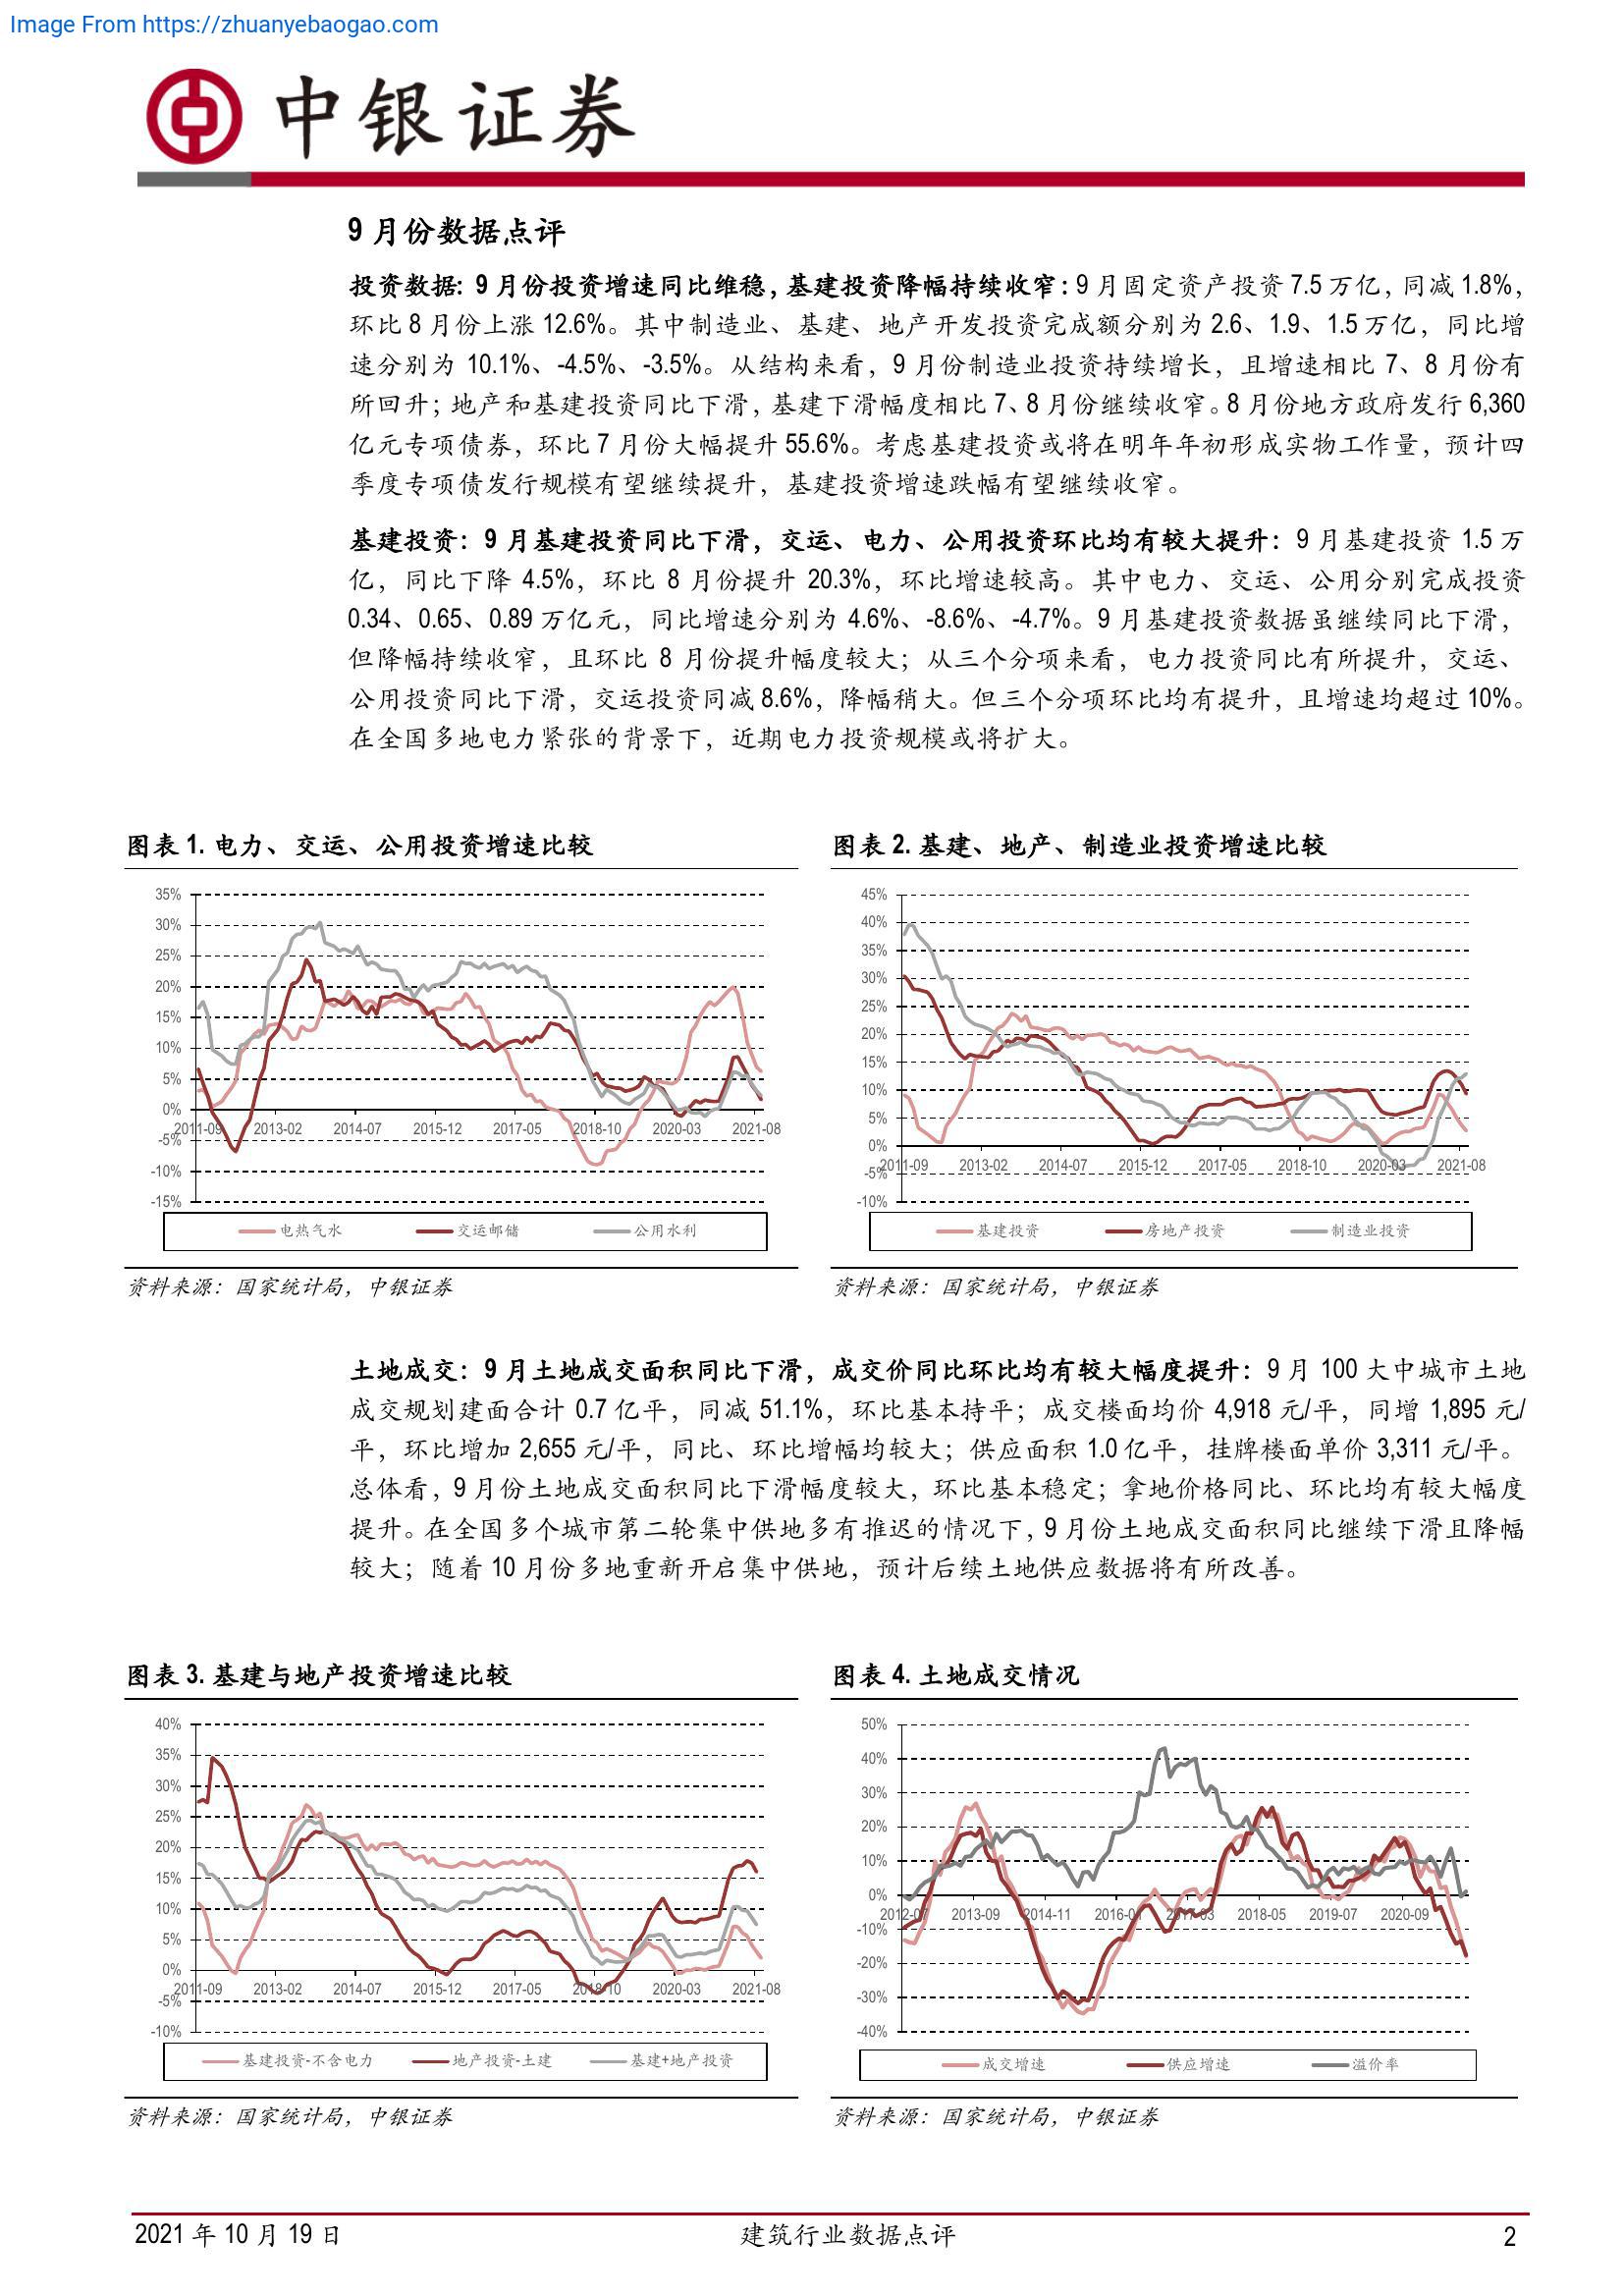 Image From https://zhuanyebaogao.com
中银证券
9 月份数据点评
投资数据：9 月份投资增速同比维稳，基建投资降幅持续收窄：9 月固定资产投资 7.5 万亿，同减 1.8%，
环比 8 月份上涨 12.6%。其中制造业、基建、地产开发投资完成额分别为 2.6、1.9、1.5 万亿，同比增
速分别为 10.1%、-4.5%、-3.5%。从结构来看，9 月份制造业投资持续增长，且增速相比 7、8 月份有
所回升；地产和基建投资同比下滑，基建下滑幅度相比 7、8 月份继续收窄。8 月份地方政府发行 6,360
亿元专项债券，环比 7 月份大幅提升 55.6%。考虑基建投资或将在明年年初形成实物工作量，预计四
季度专项债发行规模有望继续提升，基建投资增速跌幅有望继续收窄。
基建投资：9 月基建投资同比下滑，交运、电力、公用投资环比均有较大提升：9 月基建投资 1.5 万
亿，同比下降 4.5%，环比 8 月份提升 20.3%，环比增速较高。其中电力、交运、公用分别完成投资
0.34、0.65、0.89 万亿元，同比增速分别为 4.6%、-8.6%、-4.7%。9 月基建投资数据虽继续同比下滑，
但降幅持续收窄，且环比 8 月份提升幅度较大；从三个分项来看，电力投资同比有所提升，交运、
公用投资同比下滑，交运投资同减 8.6%，降幅稍大。但三个分项环比均有提升，且增速均超过 10%。
在全国多地电力紧张的背景下，近期电力投资规模或将扩大。
图表 1. 电力、交运、公用投资增速比较
35%
30%
25%
20%
15%
10%
5%
0%
-5%
-10%
-15%
2011-09 2013-02 2014-07 2015-12 2017-05 2018-10 2020-03 2021-08
电热气水 交运邮储 公用水利
资料来源：国家统计局，中银证券
图表 2. 基建、地产、制造业投资增速比较
45%
40%
35%
30%
25%
20%
15%
10%
5%
0%
-5%
-10%
2011-09 2013-02 2014-07 2015-12 2017-05 2018-10 2020-03 2021-08
基建投资 房地产投资 制造业投资
资料来源：国家统计局，中银证券
土地成交：9 月土地成交面积同比下滑，成交价同比环比均有较大幅度提升：9 月 100 大中城市土地
成交规划建面合计 0.7 亿平，同减 51.1%，环比基本持平；成交楼面均价 4,918 元/平，同增 1,895 元/
平，环比增加 2,655 元/平，同比、环比增幅均较大；供应面积 1.0 亿平，挂牌楼面单价 3,311 元/平。
总体看，9 月份土地成交面积同比下滑幅度较大，环比基本稳定；拿地价格同比、环比均有较大幅度
提升。在全国多个城市第二轮集中供地多有推迟的情况下，9 月份土地成交面积同比继续下滑且降幅
较大；随着 10 月份多地重新开启集中供地，预计后续土地供应数据将有所改善。
图表 3. 基建与地产投资增速比较
40%
35%
30%
25%
20%
15%
10%
5%
0%
-5%
-10%
2011-09 2013-02 2014-07 2015-12 2017-05 2018-10 2020-03 2021-08
基建投资-不含电力 地产投资-土建 基建+地产投资
资料来源：国家统计局，中银证券
图表 4. 土地成交情况
50%
40%
30%
20%
10%
0%
-10%
-20%
-30%
-40%
2012-07 2013-09 2014-11 2016-01 2017-03 2018-05 2019-07 2020-09
成交增速 供应增速 溢价率
资料来源：国家统计局，中银证券
2021 年 10 月 19 日 建筑行业数据点评 2